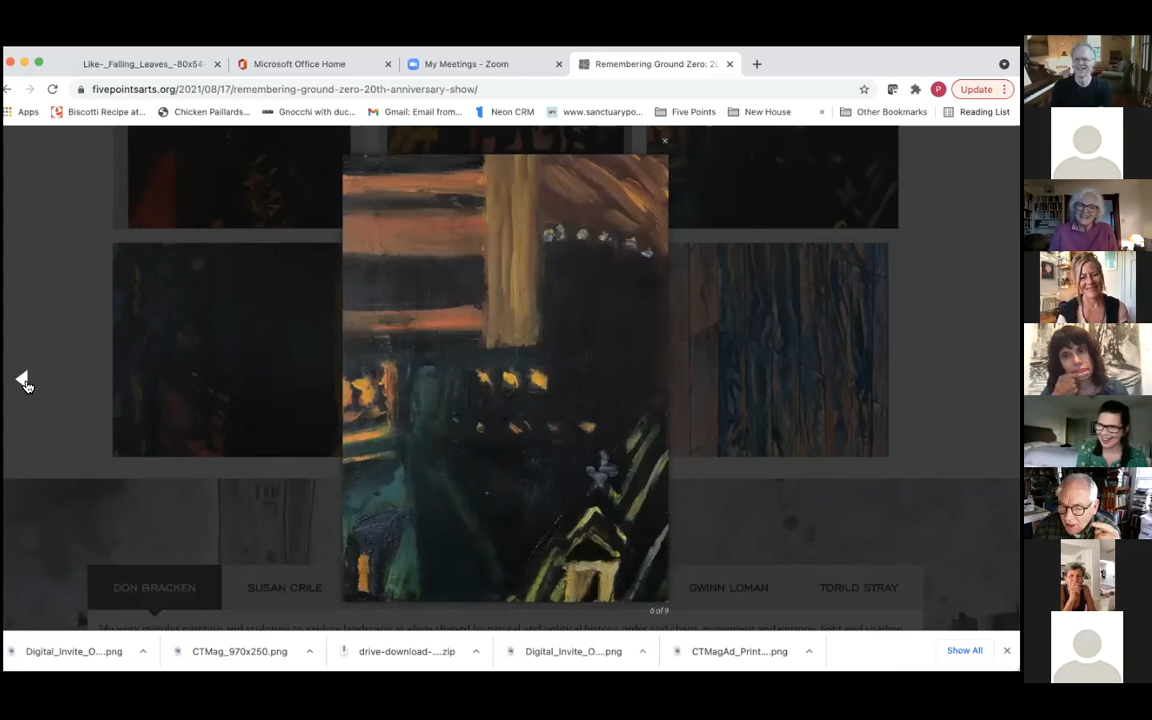 Like-_Falling_Leaves_-80x54-
Microsoft Office Home
My Meetings - Zoom
Remembering Ground Zero: 20
fivepointsarts.org/2021/08/17/remembering-ground-zero-20th-anniversary-show/
P
Update
Apps
Biscotti Recipe at...
Chicken Paillards...
Gnocchi with duc...
Gmail: Email from...
Neon CRM
www.sanctuarypo...
Five Points
New House
»
Other Bookmarks
Reading List
6 of 9
DON BRACKEN
SUSAN CRILE
GWINN LOMAN
TORILD STRAY
Digital_Invite_O....png
CTMag_970x250.png
drive-download-....zip
Digital_Invite_O....png
CTMagAd_Print....png
Show All